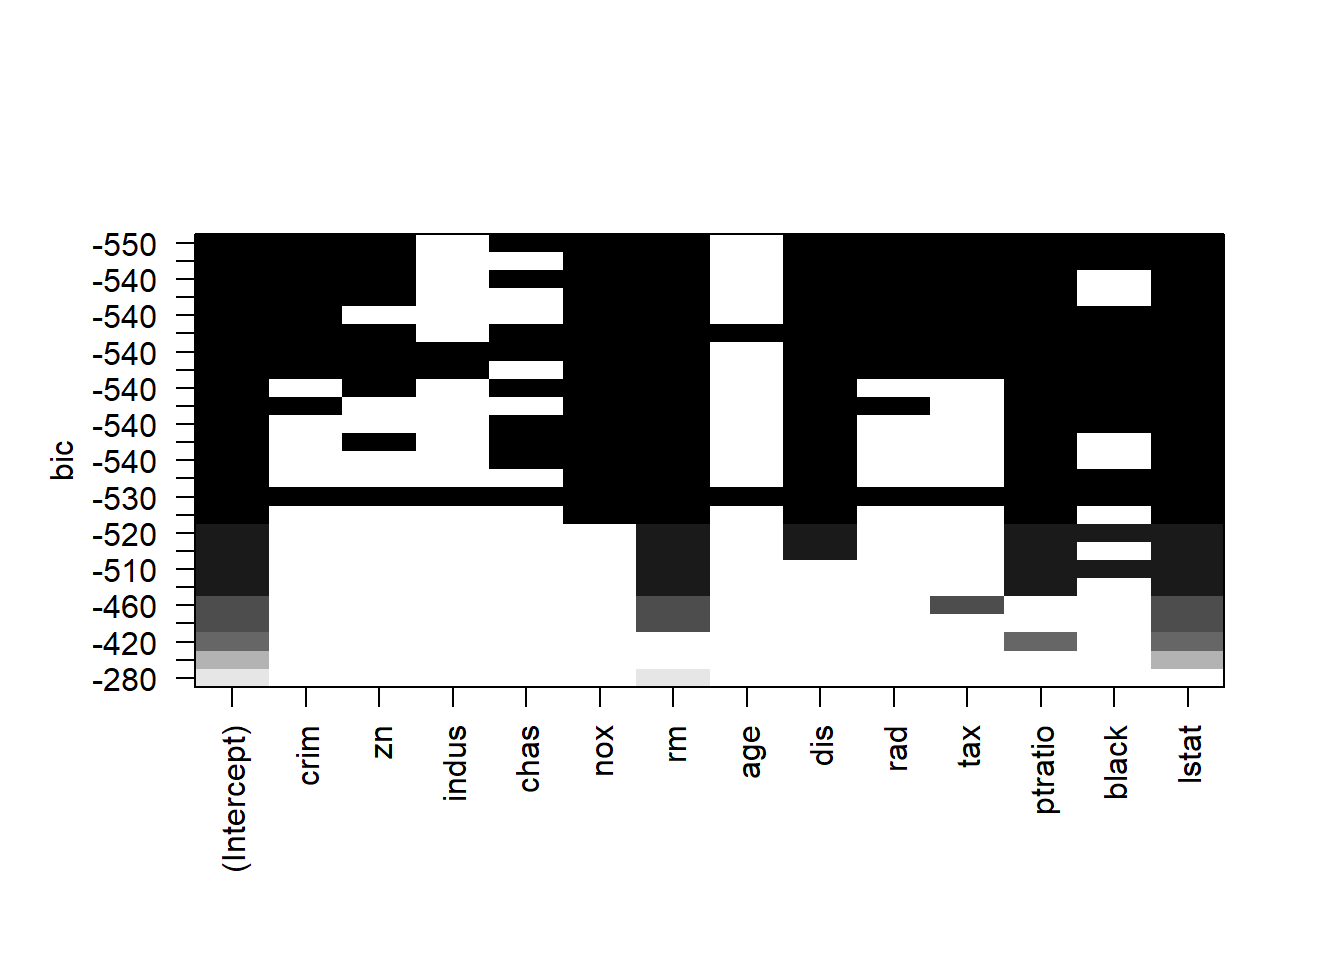 -550
-540
-540
-540
-540
-540
-540
-530
-520
-510
-460
-420
-280
bic
(Intercept)
crim
zn
indus
chas
nox
rm
age
dis
rad
tax
ptratio
black
lstat